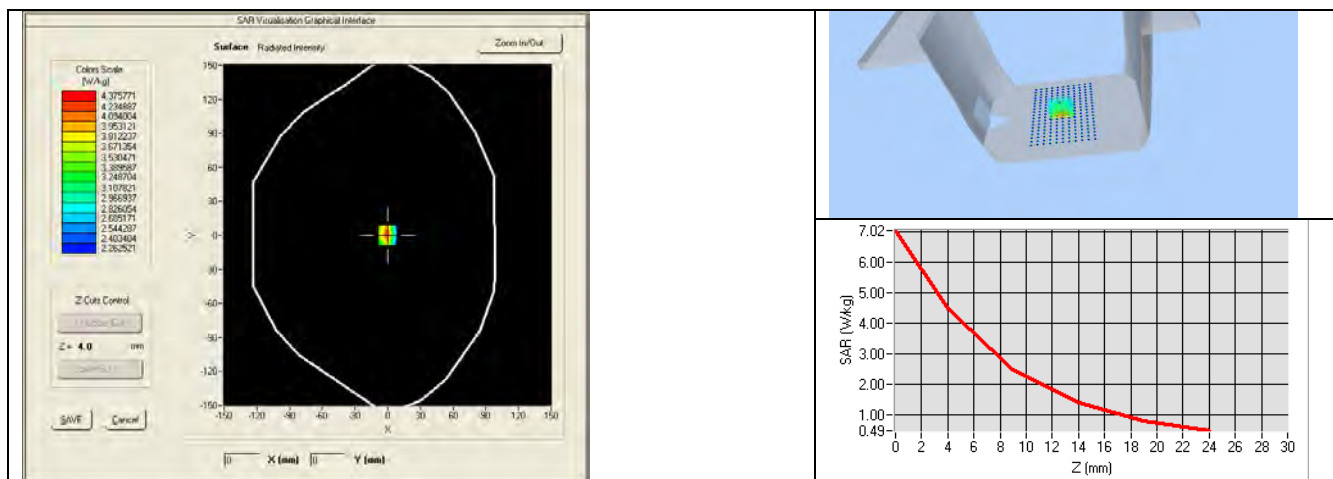 SAR Visualisation Graphical Interface
Surface Radiated Intensity
Zoom In/Out
Colors Scale
(W/kg)
4.375771
4.234887
4.094004
3.953121
3.812237
3.671354
3.530471
3.389587
3.248704
3.107821
2.966937
2.826054
2.685171
2.544287
2.403404
2.262521
Z Cuts Control
Z = 4.0 mm
SAVE Cancel
150-
120-
90-
60-
30-
Y 0-
30-
-60-
-90-
-120-
-150-
-150 -120 -90 -60 -30 0 30 60 90 120 150
X
0 X (mm) 0 Y (mm)
7.02-
6.00-
SAR (W/kg)
4.00-
3.00-
2.00-
1.00-
0.49-
0 2 4 6 8 10 12 14 16 18 20 22 24 26 28 30
Z (mm)